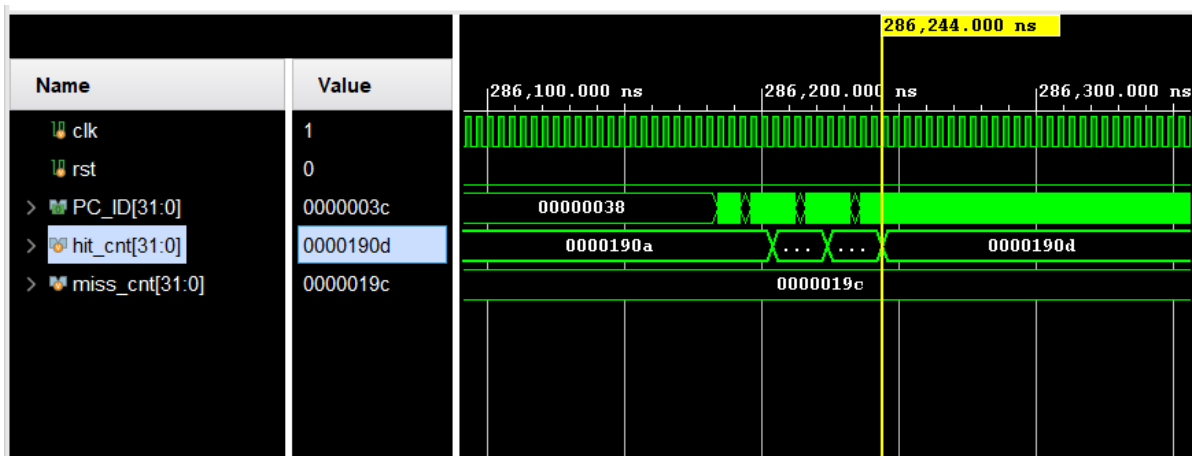 286,244.000 ns
Name Value 286,100.000 ns 286,200.000 ns 286,300.000 ns
clk 1
rst 0
PC_ID[31:0] 0000003c 00000038
hit_cnt[31:0] 0000190d 0000190a ... ... 0000190d
miss_cnt[31:0] 0000019c 0000019c